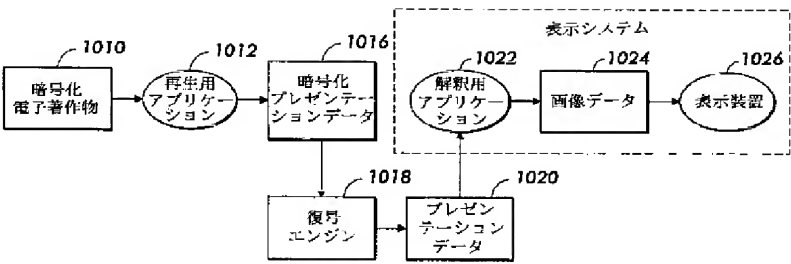 表示システム
1010
1012
1016
1022
1024
1026
暗号化
電子著作物
再生用
アプリケー
ション
暗号化
プレゼンテー
ションデータ
解釈用
アプリケー
ション
画像データ
表示装置
1018
1020
復号
エンジン
プレゼン
テーション
データ